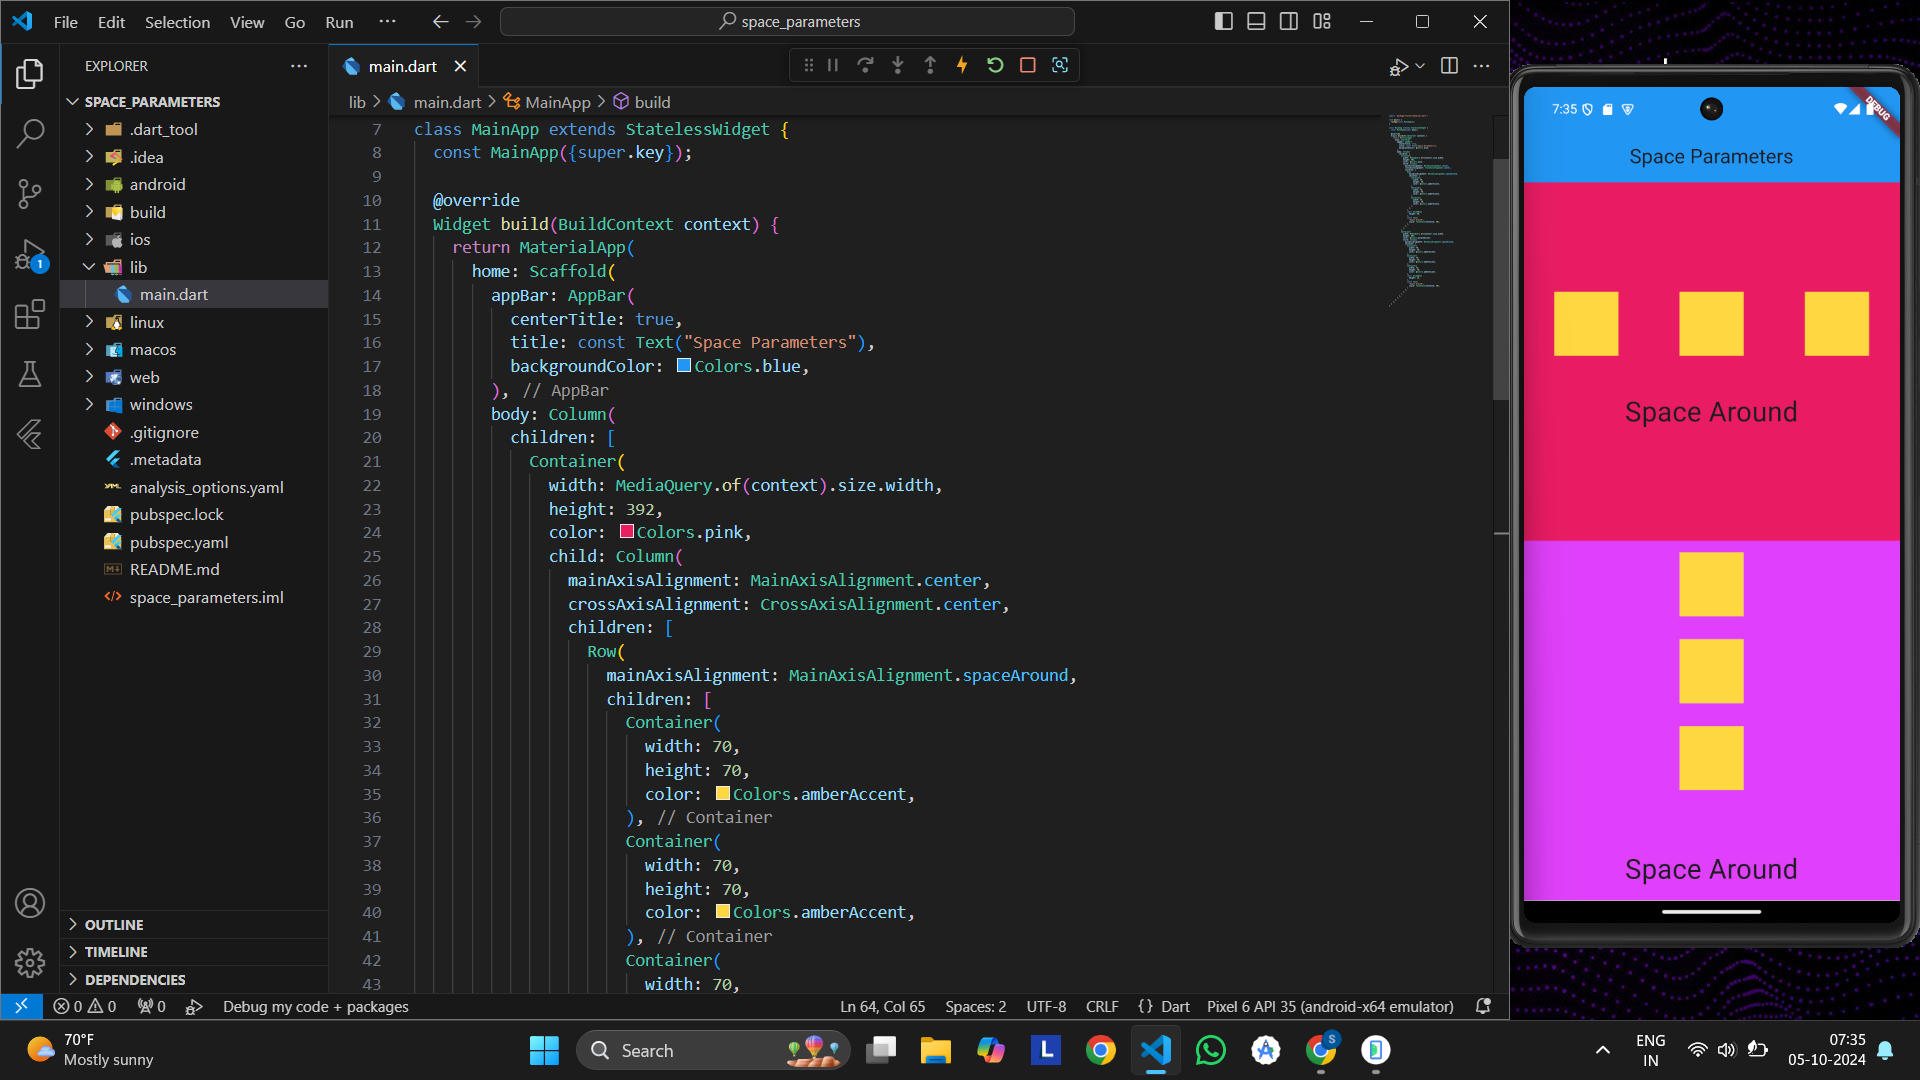 File Edit Selection View Go Run ···
space_parameters
EXPLORER
SPACE_PARAMETERS
.dart_tool
.idea
android
build
ios
lib
main.dart
linux
macos
web
windows
.gitignore
.metadata
analysis_options.yaml
pubspec.lock
pubspec.yaml
README.md
space_parameters.iml
OUTLINE
TIMELINE
DEPENDENCIES
1
main.dart
lib > main.dart > MainApp > build
7 class MainApp extends StatelessWidget {
8 const MainApp({super.key});
9
10 @override
11 Widget build(BuildContext context) {
12 return MaterialApp(
13 home: Scaffold(
14 appBar: AppBar(
15 centerTitle: true,
16 title: const Text("Space Parameters"),
17 backgroundColor: Colors.blue,
18 ), // AppBar
19 body: Column(
20 children: [
21 Container(
22 width: MediaQuery.of(context).size.width,
23 height: 392,
24 color: Colors.pink,
25 child: Column(
26 mainAxisAlignment: MainAxisAlignment.center,
27 crossAxisAlignment: CrossAxisAlignment.center,
28 children: [
29 Row(
30 mainAxisAlignment: MainAxisAlignment.spaceAround,
31 children: [
32 Container(
33 width: 70,
34 height: 70,
35 color: Colors.amberAccent,
36 ), // Container
37 Container(
38 width: 70,
39 height: 70,
40 color: Colors.amberAccent,
41 ), // Container
42 Container(
43 width: 70,
0 0 0 Debug my code + packages
Ln 64, Col 65 Spaces: 2 UTF-8 CRLF {} Dart Pixel 6 API 35 (android-x64 emulator)
7:35
DEBUG
Space Parameters
Space Around
Space Around
70°F
Mostly sunny
Search
L
S
ENG
IN
07:35
05-10-2024